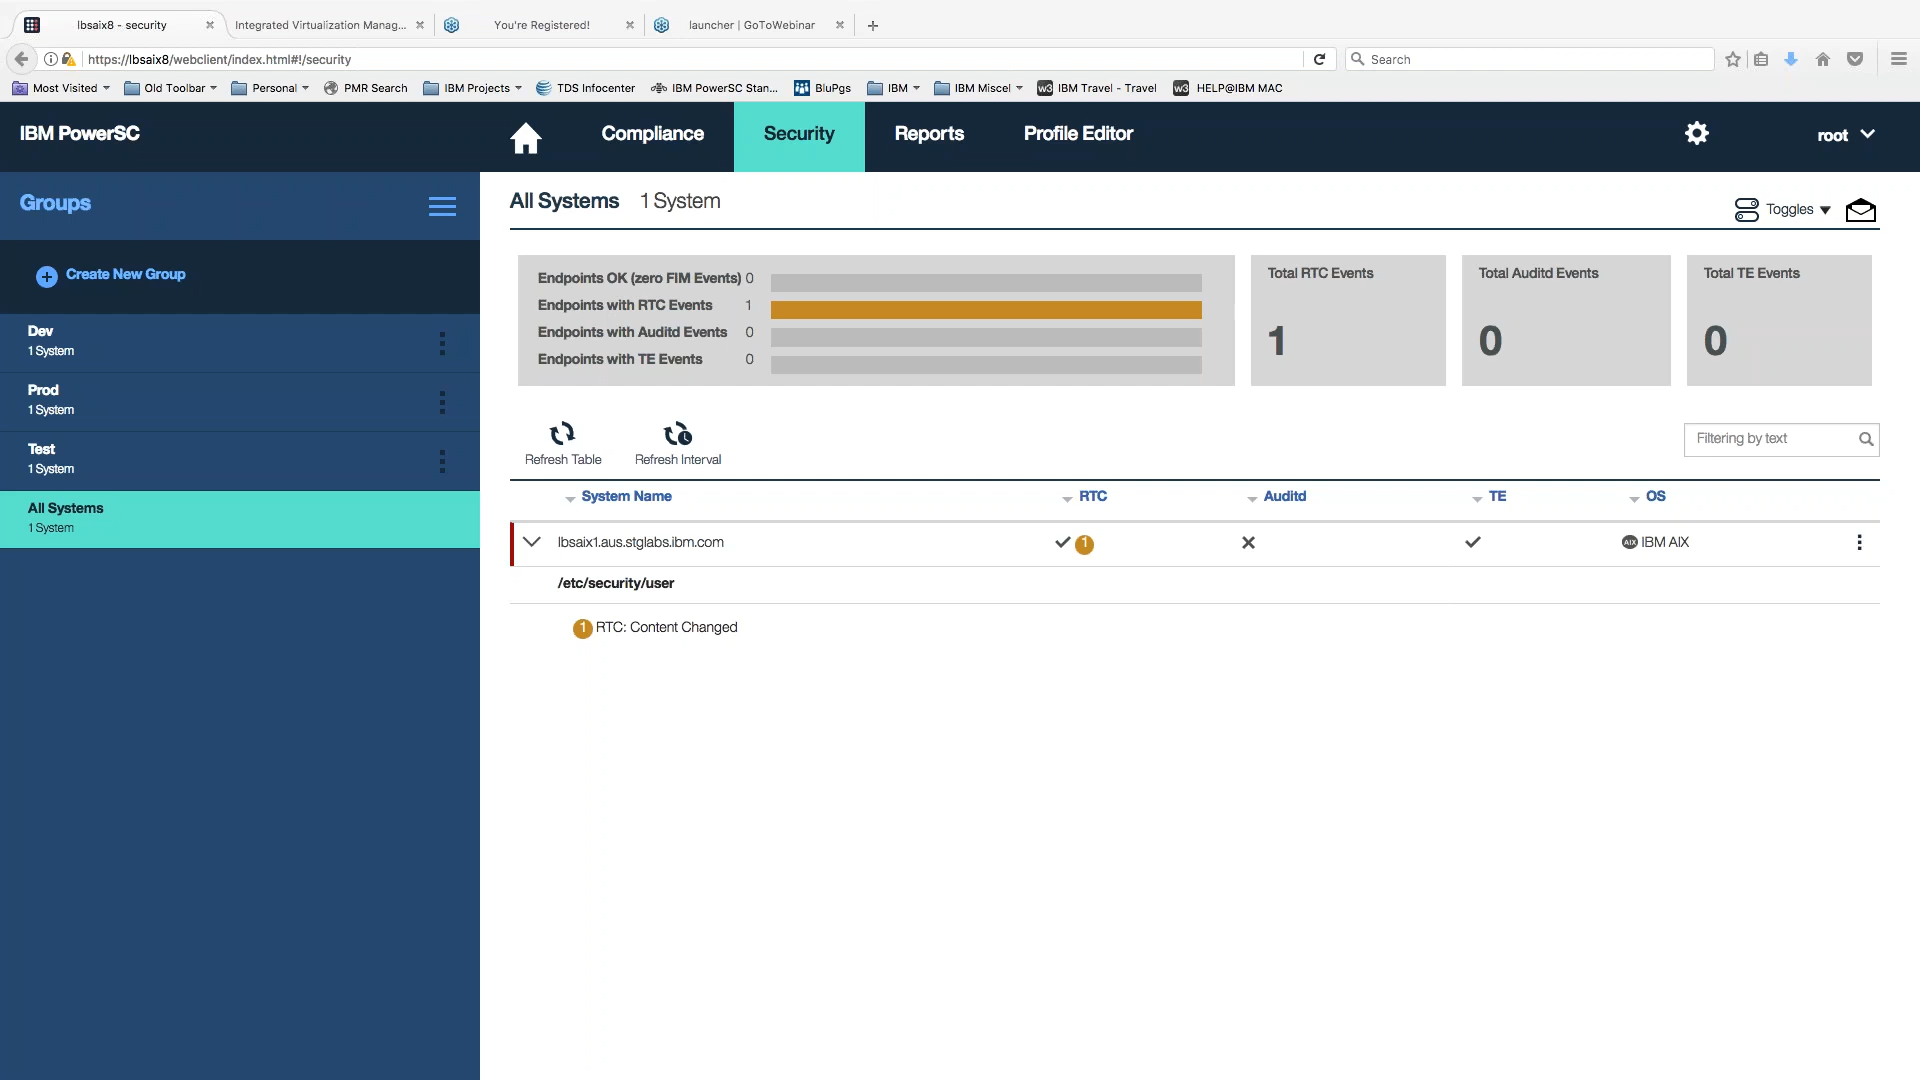 lbsaix8 - security
Integrated Virtualization Manag...
You're Registered!
launcher | GoToWebinar
https://lbsaix8/webclient/index.html#!/security
Search
Most Visited
Old Toolbar
Personal
PMR Search
IBM Projects
TDS Infocenter
IBM PowerSC Stan...
BluPgs
IBM
IBM Miscel
w3 IBM Travel - Travel
w3 HELP@IBM MAC
IBM PowerSC
Compliance
Security
Reports
Profile Editor
root
Groups
Create New Group
Dev
1 System
Prod
1 System
Test
1 System
All Systems
1 System
All Systems 1 System
Toggles
Endpoints OK (zero FIM Events) 0
Endpoints with RTC Events 1
Endpoints with Auditd Events 0
Endpoints with TE Events 0
Total RTC Events
1
Total Auditd Events
0
Total TE Events
0
Refresh Table
Refresh Interval
Filtering by text
System Name
RTC
Auditd
TE
OS
lbsaix1.aus.stglabs.ibm.com
1
AIX IBM AIX
/etc/security/user
1 RTC: Content Changed